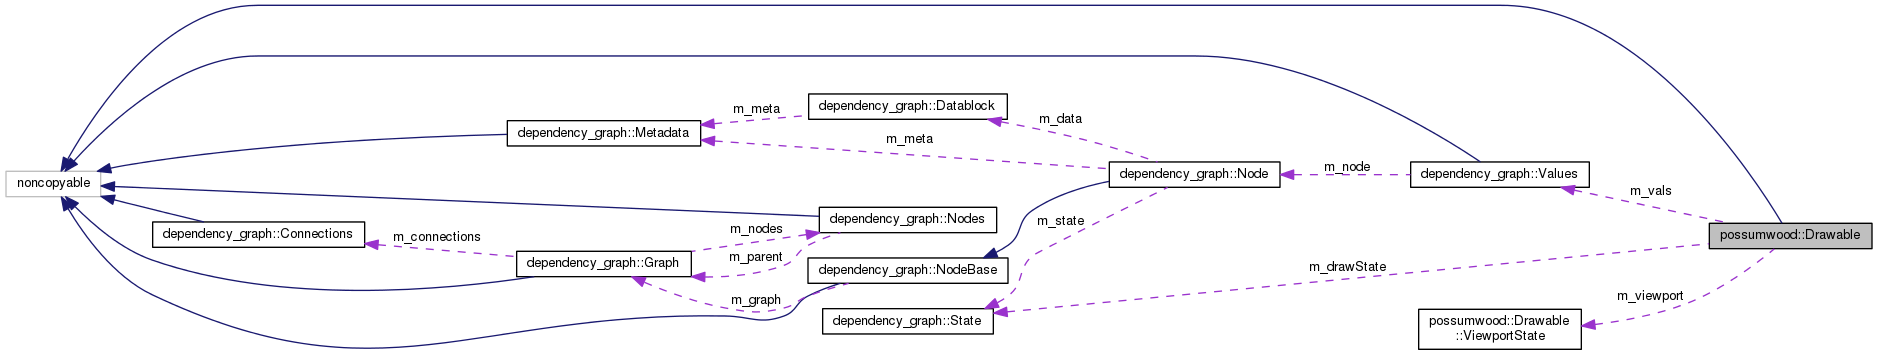 m_meta
dependency_graph::Datablock
m_data
dependency_graph::Metadata
m_meta
dependency_graph::Node
m_node
dependency_graph::Values
noncopyable
m_vals
dependency_graph::Connections
m_connections
m_nodes
dependency_graph::Nodes
m_state
possumwood::Drawable
dependency_graph::Graph
m_parent
dependency_graph::NodeBase
m_drawState
m_graph
m_viewport
dependency_graph::State
possumwood::Drawable
::ViewportState